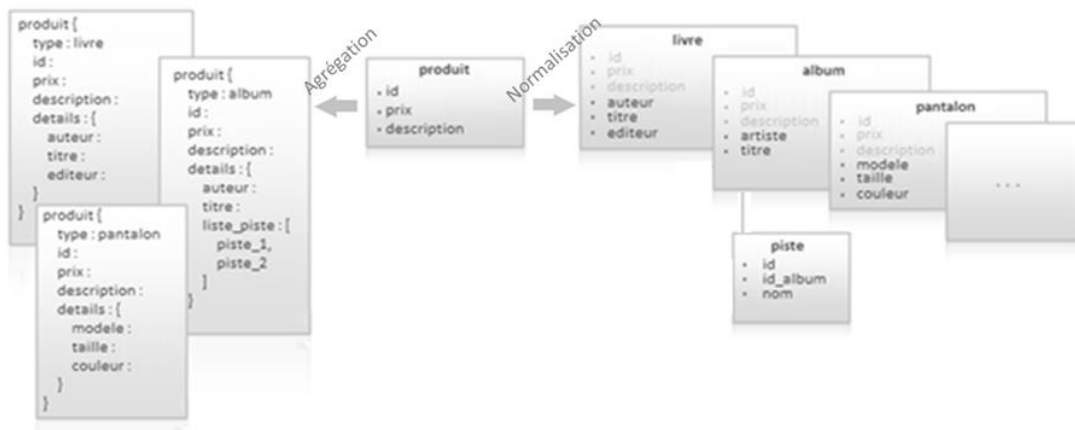 produit {
type : livre
id :
prix :
description :
details : {
auteur :
titre :
editeur :
}
}
produit {
type : album
id :
prix :
description :
details : {
auteur :
titre :
liste_piste : [
piste_1,
piste_2
]
}
}
produit {
type : pantalon
id :
prix :
description :
details : {
modele :
taille :
couleur :
}
}
Agrégation
produit
• id
• prix
• description
Normalisation
livre
• id
• prix
• description
• auteur
• titre
• editeur
album
• id
• prix
• description
• artiste
• titre
pantalon
• id
• prix
• description
• modele
• taille
• couleur
...
piste
• id
• id_album
• nom